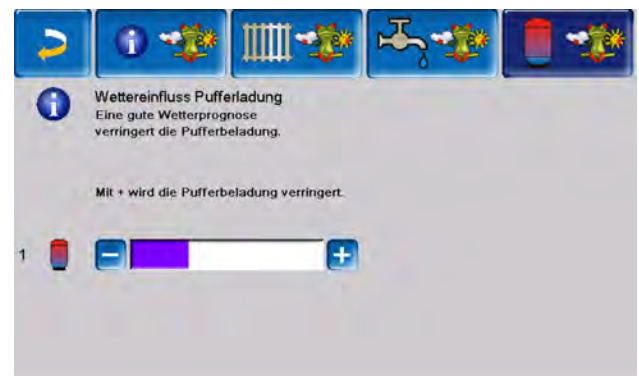 Wettereinfluss Pufferladung
Eine gute Wetterprognose
verringert die Pufferbeladung.
Mit + wird die Pufferbeladung verringert.
1